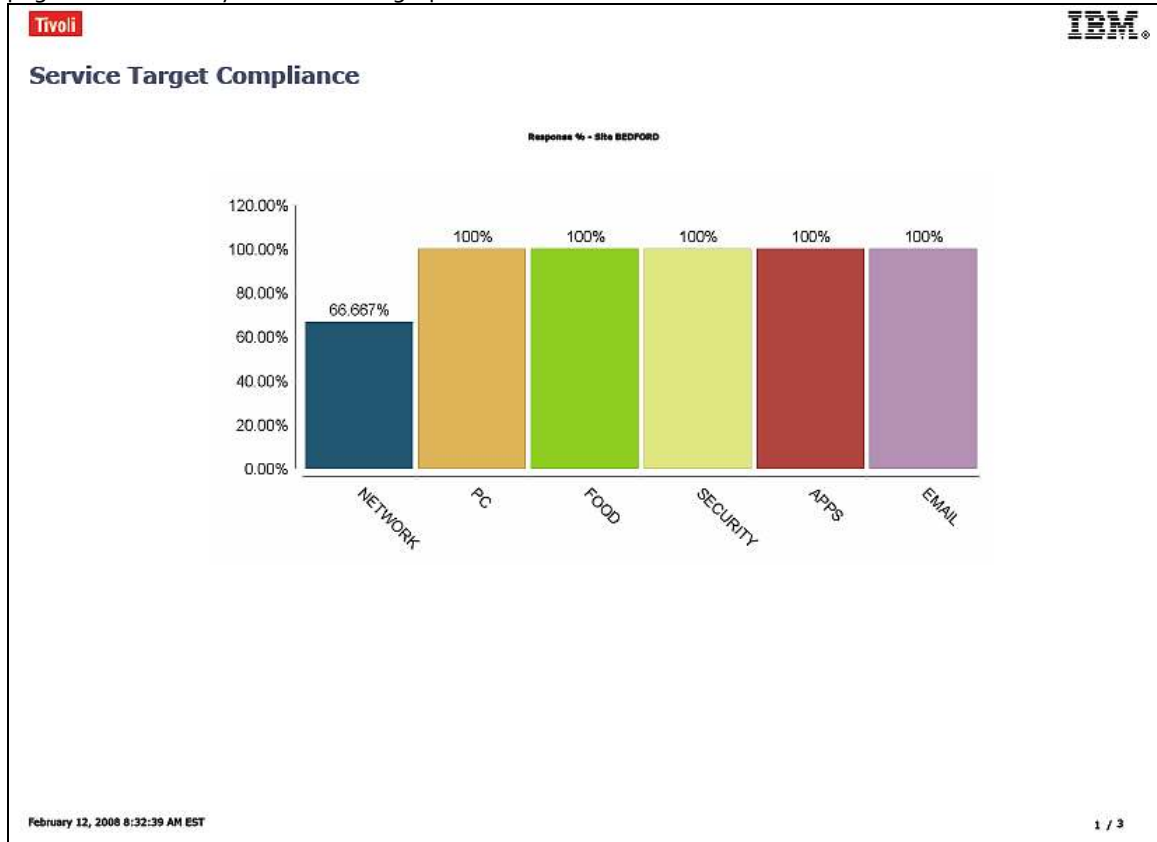 Tivoli
IBM®
Service Target Compliance
Response % - Site BEDFORD
120.00%
100.00%
80.00%
60.00%
40.00%
20.00%
0.00%
66.667%
100%
100%
100%
100%
100%
NETWORK
PC
FOOD
SECURITY
APPS
EMAIL
February 12, 2008 8:32:39 AM EST
1 / 3